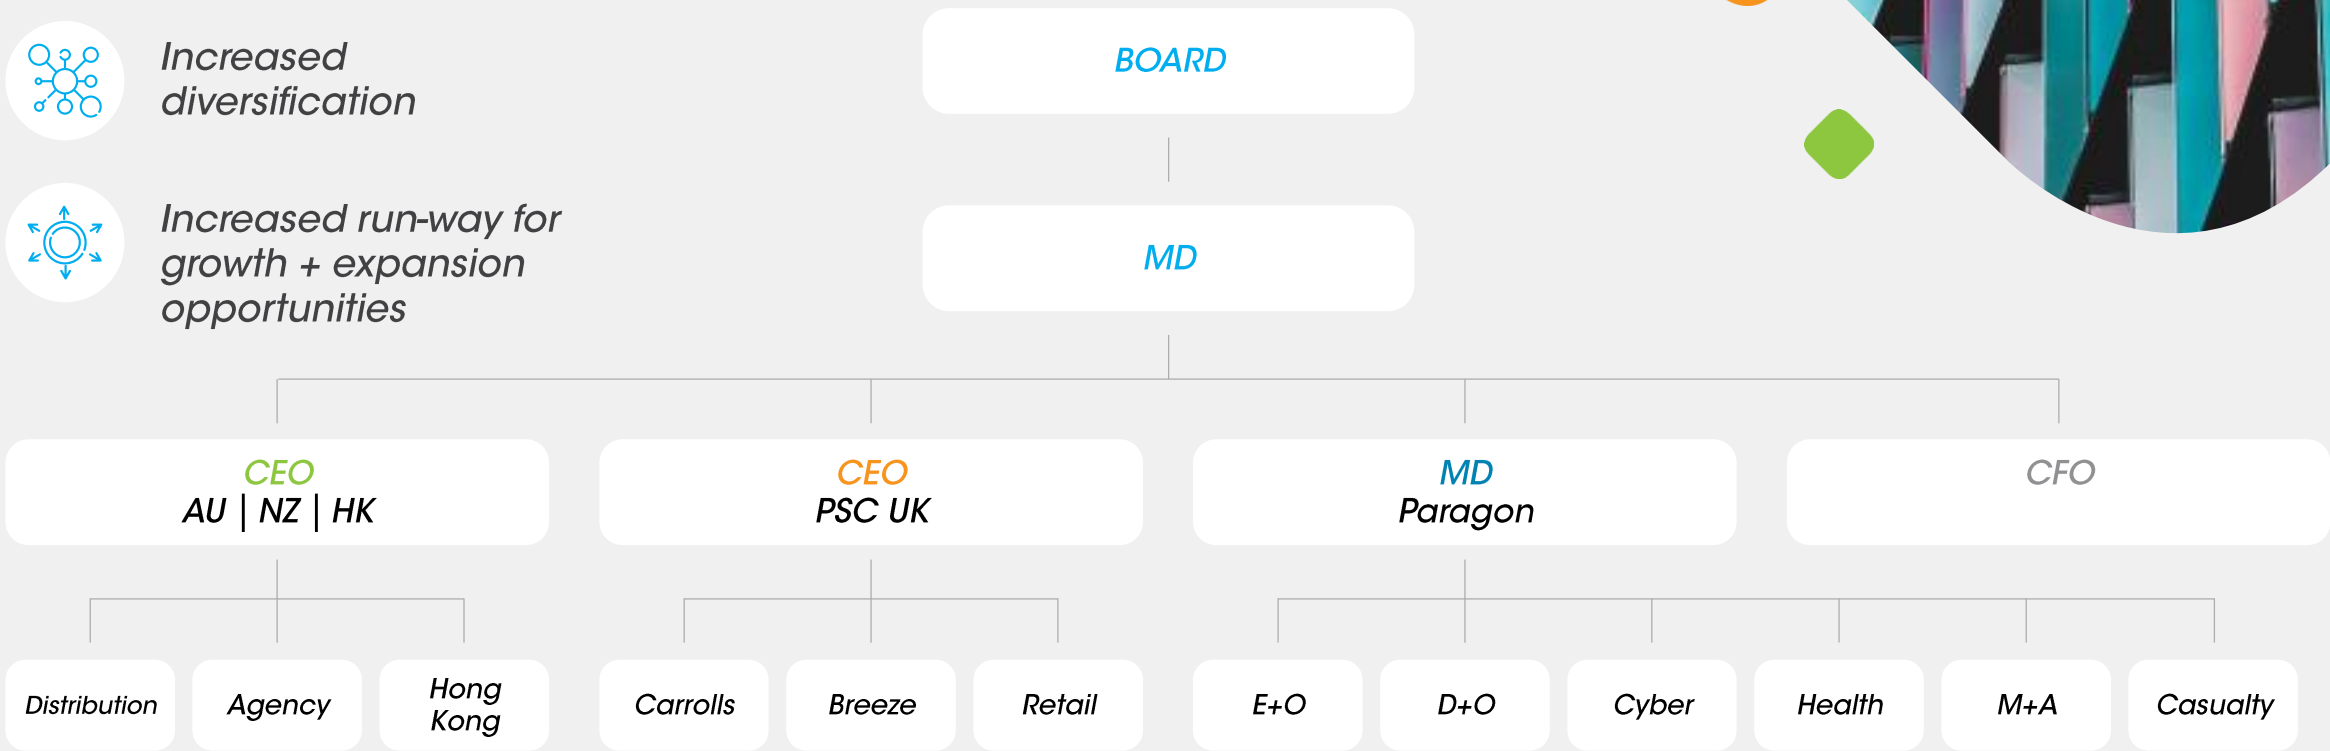 Increased
diversification
Increased run-way for
growth + expansion
opportunities
BOARD
MD
CEO
AU | NZ | HK
CEO
PSC UK
MD
Paragon
CFO
Distribution
Agency
Hong
Kong
Carrolls
Breeze
Retail
E+O
D+O
Cyber
Health
M+A
Casualty